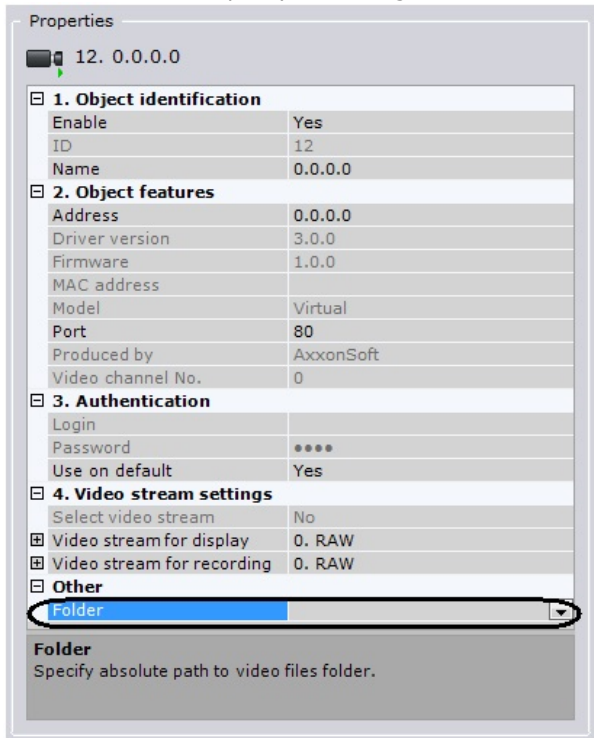 Properties
12. 0.0.0.0
1. Object identification
Enable Yes
ID 12
Name 0.0.0.0
2. Object features
Address 0.0.0.0
Driver version 3.0.0
Firmware 1.0.0
MAC address
Model Virtual
Port 80
Produced by AxxonSoft
Video channel No. 0
3. Authentication
Login
Password ••••
Use on default Yes
4. Video stream settings
Select video stream No
Video stream for display 0. RAW
Video stream for recording 0. RAW
Other
Folder
Folder
Specify absolute path to video files folder.